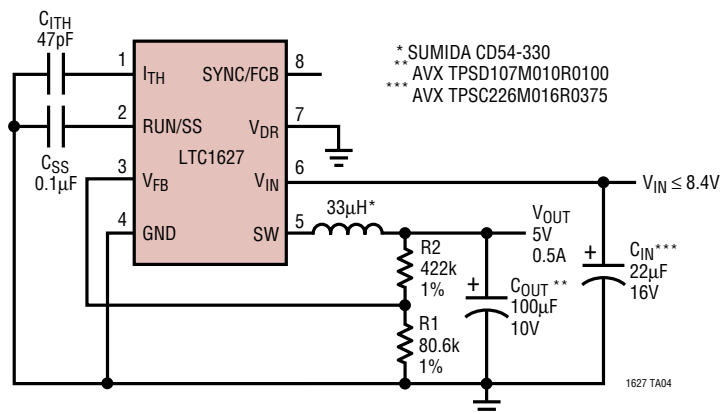 CITH
47pF
1
ITH
SYNC/FCB
8
* SUMIDA CD54-330
** AVX TPSD107M010R0100
*** AVX TPSC226M016R0375
2
RUN/SS
VDR
7
CSS
0.1µF
LTC1627
3
VFB
VIN
6
VIN ≤ 8.4V
4
GND
SW
5
33µH*
VOUT
5V
0.5A
R2
422k
1%
+
COUT **
100µF
10V
+
CIN***
22µF
16V
R1
80.6k
1%
1627 TA04